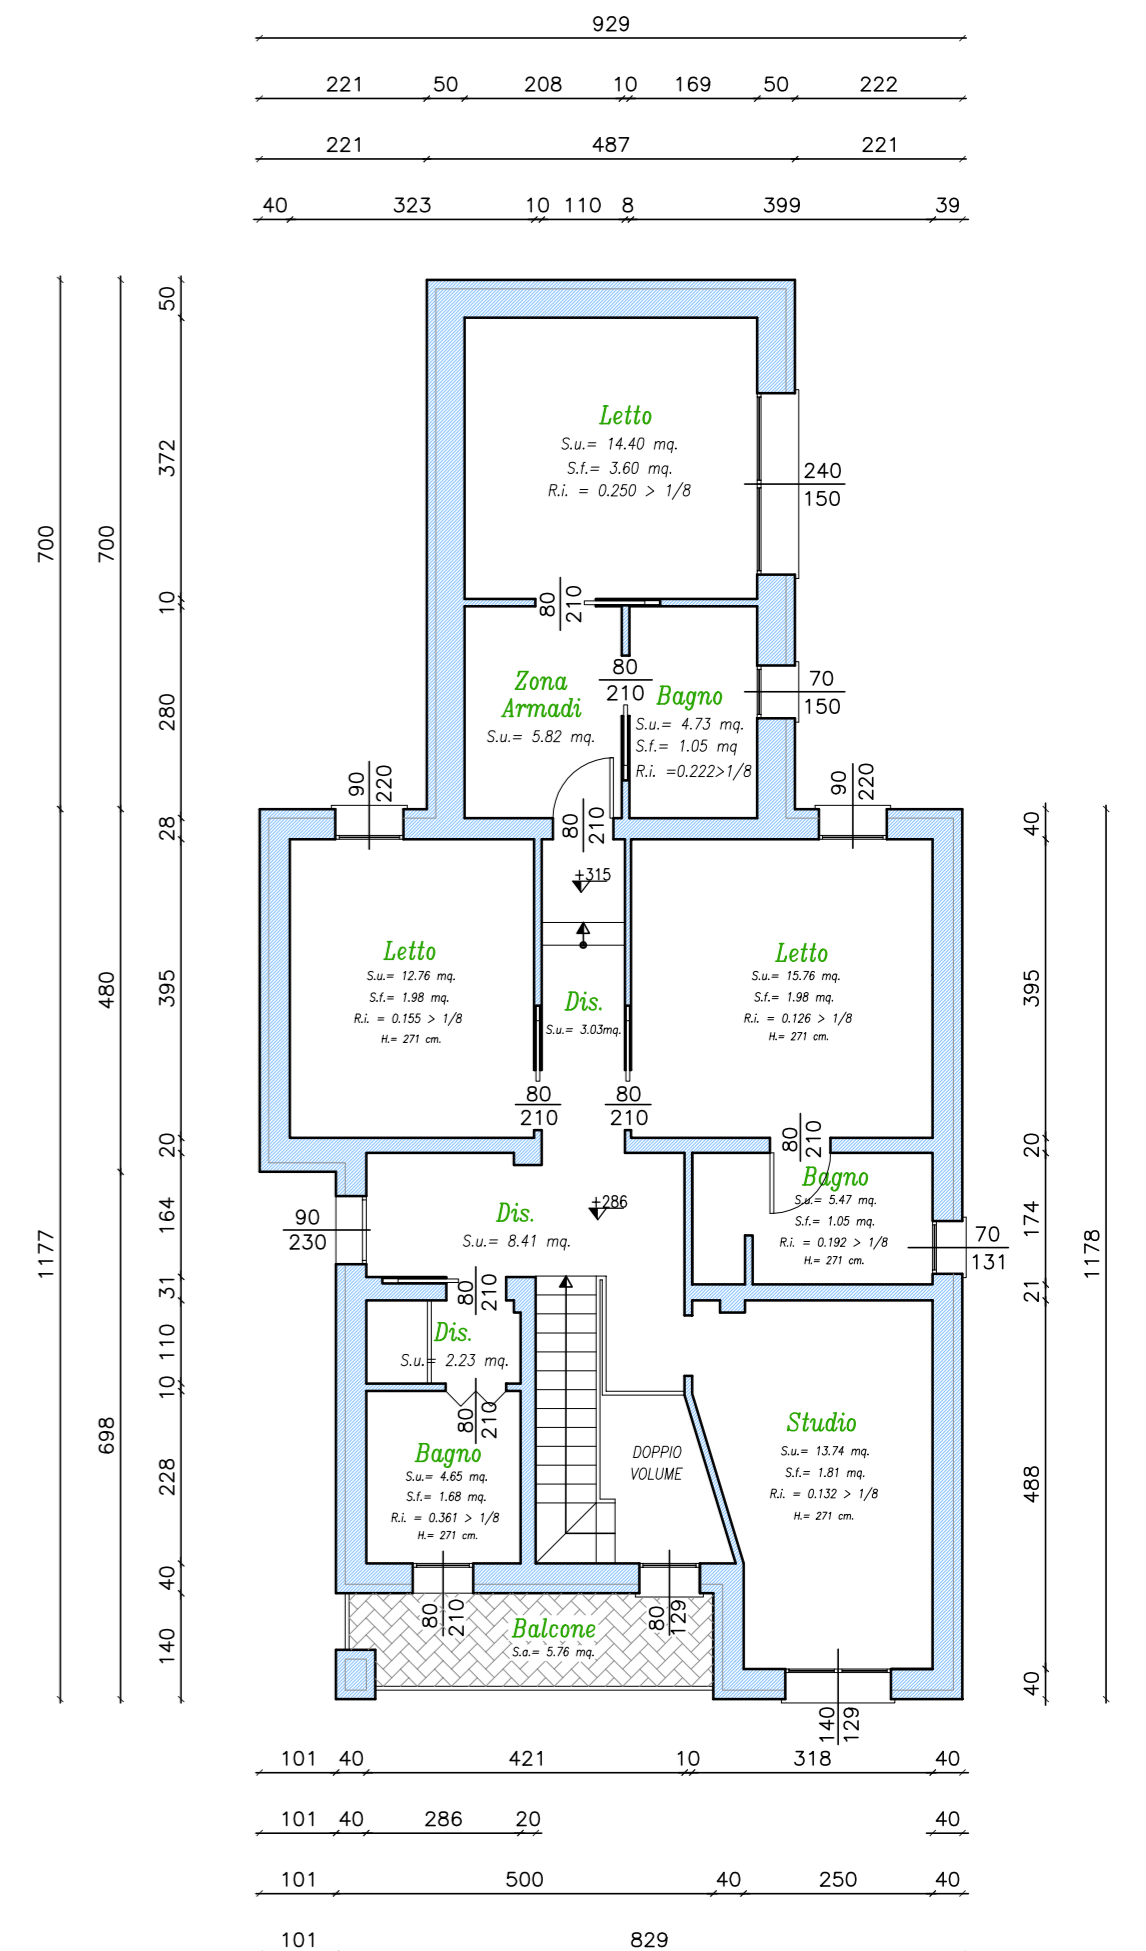 929
221 50 208 10 169 50 222
221 487 221
40 323 10 110 8 399 39
50
372
10
280
28
395
20
164
31
110
10
228
40
140
700
480
698
700
1177
Letto
S.u.= 14.40 mq.
S.f.= 3.60 mq.
R.i. = 0.250 > 1/8
240
150
80
210
Zona
Armadi
S.u.= 5.82 mq.
80
210
Bagno
S.u.= 4.73 mq.
S.f.= 1.05 mq
R.i. =0.222>1/8
70
150
90
220
80
210
90
220
+315
Letto
S.u.= 12.76 mq.
S.f.= 1.98 mq.
R.i. = 0.155 > 1/8
H.= 271 cm.
Dis.
S.u.= 3.03mq.
Letto
S.u.= 15.76 mq.
S.f.= 1.98 mq.
R.i. = 0.126 > 1/8
H.= 271 cm.
80
210
80
210
80
210
90
230
Dis.
S.u.= 8.41 mq.
+286
Bagno
S.u.= 5.47 mq.
S.f.= 1.05 mq.
R.i. = 0.192 > 1/8
H.= 271 cm.
70
131
80
210
Dis.
S.u.= 2.23 mq.
80
210
Bagno
S.u.= 4.65 mq.
S.f.= 1.68 mq.
R.i. = 0.361 > 1/8
H.= 271 cm.
DOPPIO
VOLUME
Studio
S.u.= 13.74 mq.
S.f.= 1.81 mq.
R.i. = 0.132 > 1/8
H.= 271 cm.
80
210
Balcone
S.a.= 5.76 mq.
80
129
140
129
40
395
20
174
21
488
40
1178
101 40 421 10 318 40
101 40 286 20 40
101 500 40 250 40
101 829